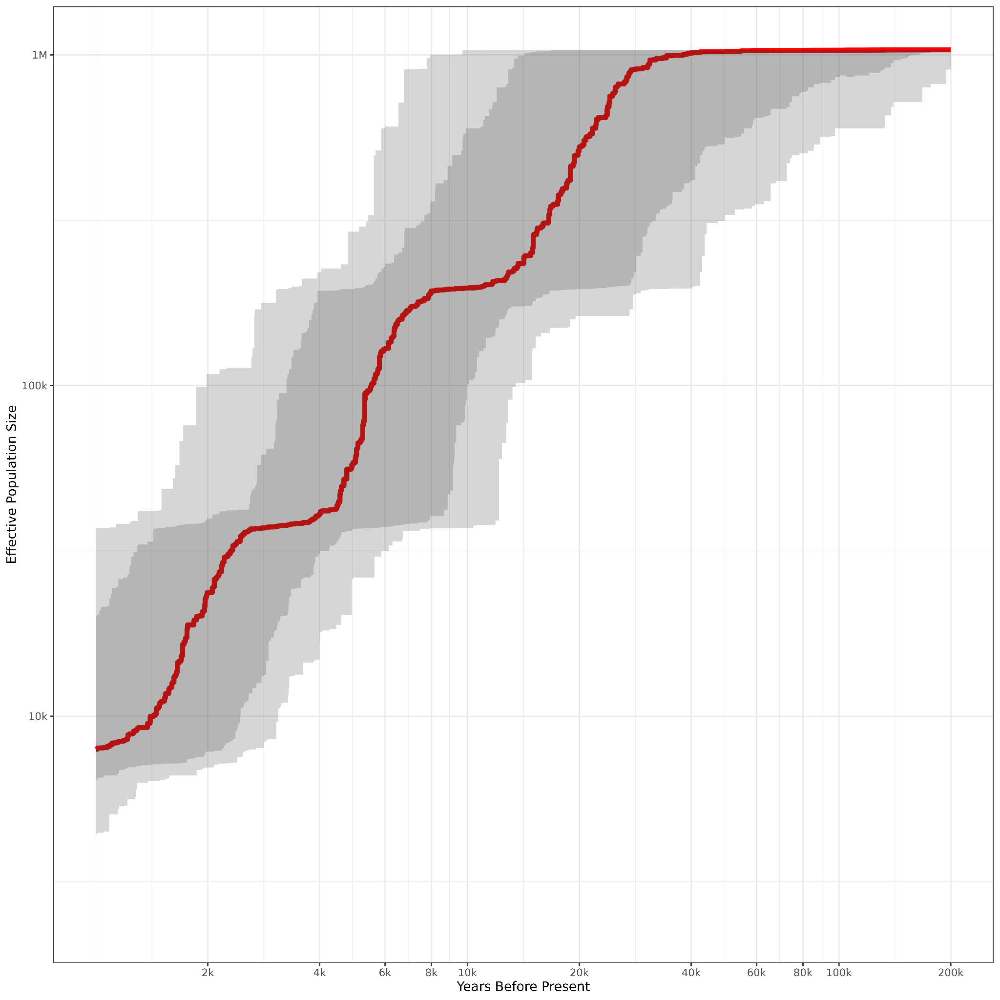 Effective Population Size
1M
100k
10k
2k 4k 6k 8k 10k 20k 40k 60k 80k 100k 200k
Years Before Present